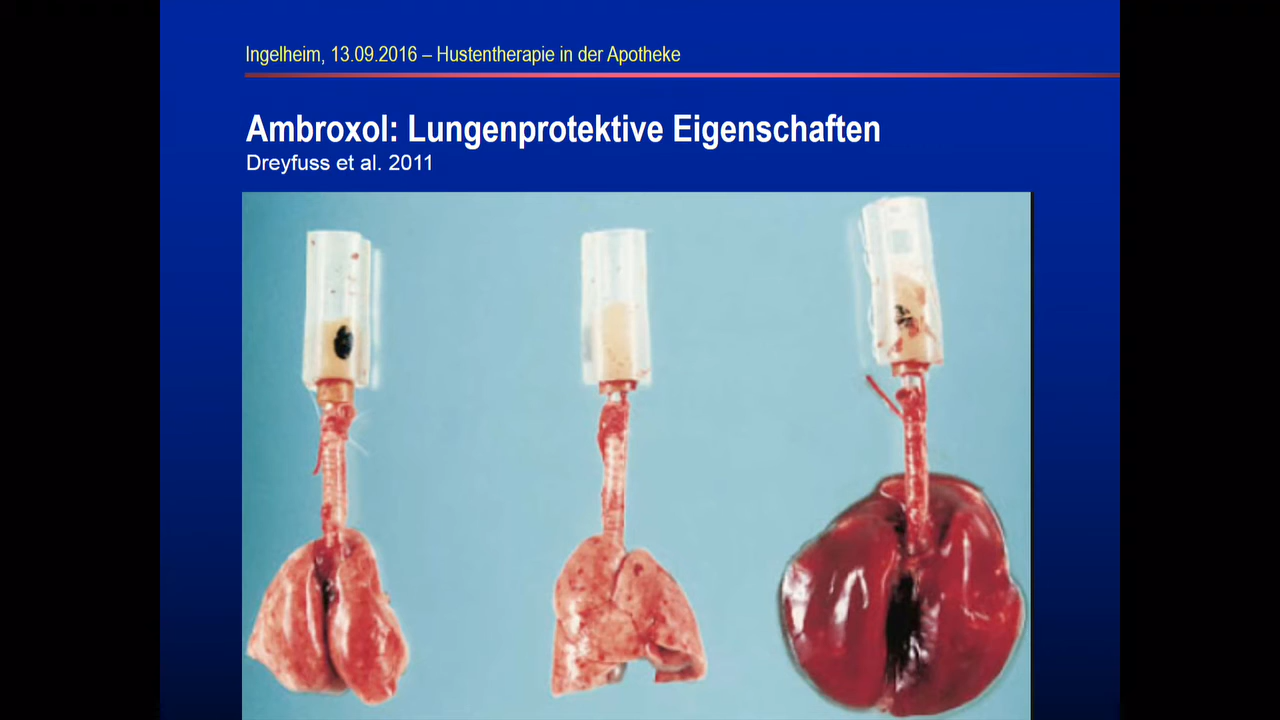 Ingelheim, 13.09.2016 – Hustentherapie in der Apotheke
Ambroxol: Lungenprotektive Eigenschaften
Dreyfuss et al. 2011